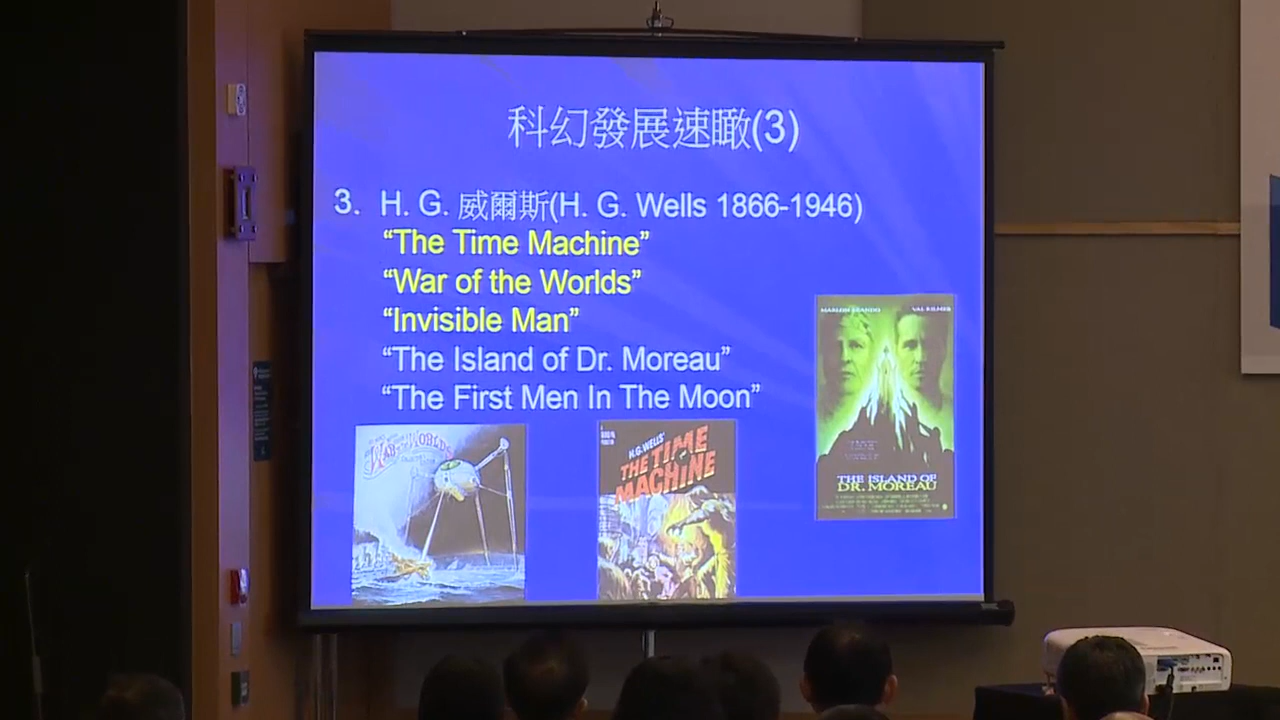 科幻發展速瞰(3)
3. H. G. 威爾斯(H. G. Wells 1866-1946)
“The Time Machine”
“War of the Worlds”
“Invisible Man”
“The Island of Dr. Moreau”
“The First Men In The Moon”
MARLON BRANDO VAL KILMER
THE ISLAND OF
DR. MOREAU
H.G. WELLS'
THE TIME
MACHINE